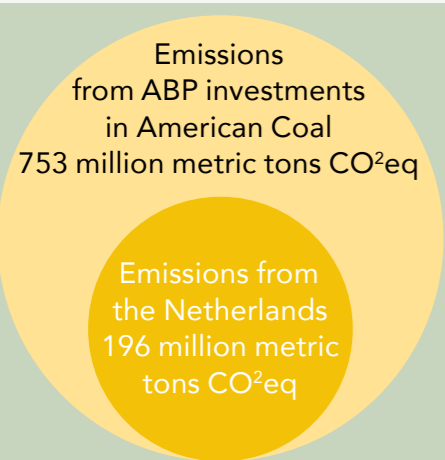 Emissions
from ABP investments
in American Coal
753 million metric tons CO²eq
Emissions from
the Netherlands
196 million metric
tons CO²eq